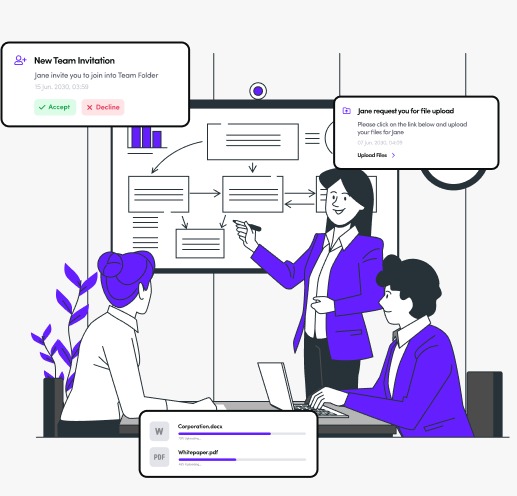 New Team Invitation
Jane invite you to join into Team Folder
15 Jun, 2030, 03:59
Accept
Decline
Jane request you for file upload
Please click on the link below and upload
your files for Jane
07 Jun, 2030, 04:09
Upload Files
W
Corporation.docx
PDF
Whitepaper.pdf